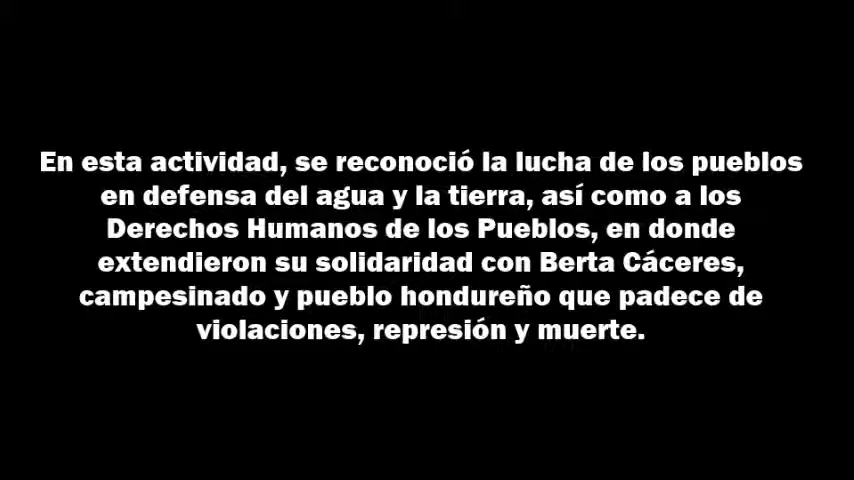 En esta actividad, se reconoció la lucha de los pueblos
en defensa del agua y la tierra, así como a los
Derechos Humanos de los Pueblos, en donde
extendieron su solidaridad con Berta Cáceres,
campesinado y pueblo hondureño que padece de
violaciones, represión y muerte.